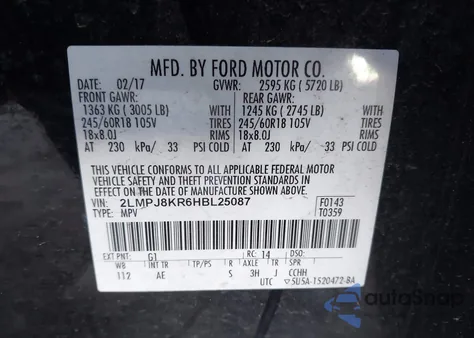 MFD. BY FORD MOTOR CO.
DATE: 02/17 GVWR: 2595 KG ( 5720 LB)
FRONT GAWR: REAR GAWR:
1363 KG ( 3005 LB) WITH 1245 KG ( 2745 LB) WITH
245/60R18 105V TIRES 245/60R18 105V TIRES
18x8.0J RIMS 18x8.0J RIMS
AT 230 kPa/ 33 PSI COLD AT 230 kPa/ 33 PSI COLD
THIS VEHICLE CONFORMS TO ALL APPLICABLE FEDERAL MOTOR
VEHICLE SAFETY AND THEFT PREVENTION STANDARDS IN
EFFECT ON THE DATE OF MANUFACTURE SHOWN ABOVE.
VIN: 2LMPJ8KR6HBL25087 F0143
TYPE: MPV T0359
EXT PNT: G1 RC: 14 DSO:
WB INT TR TP/PS R AXLE TR SPR
112 AE S 3H J CCHH
UTC 5U5A-1520472-BA
autoSnap